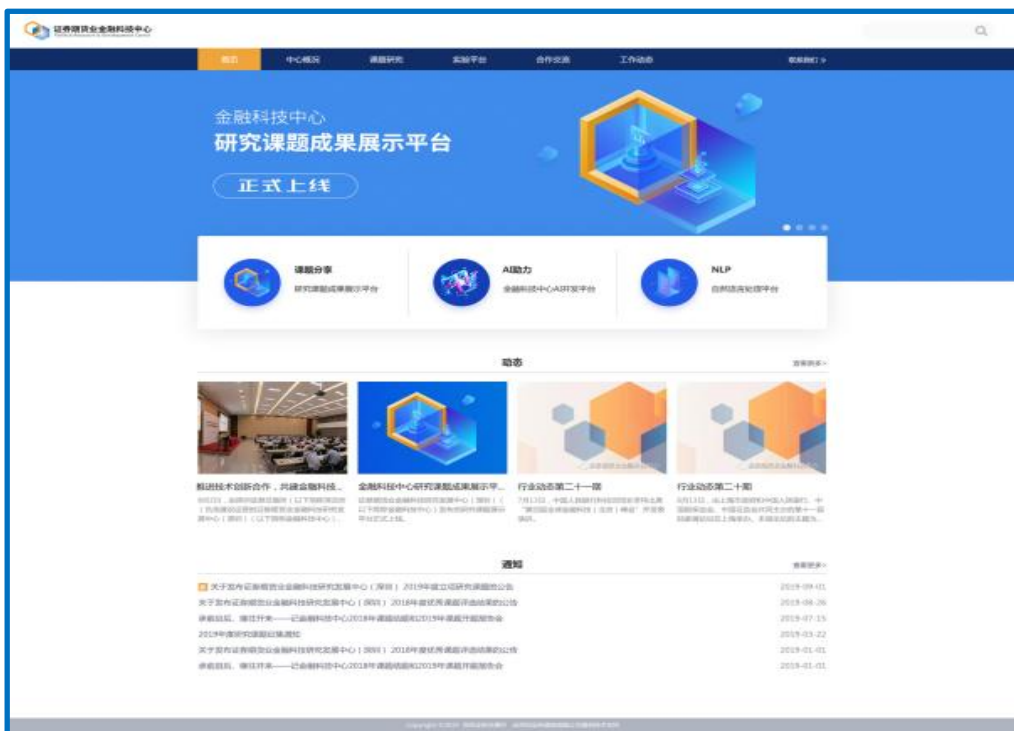 证券期货业金融科技中心
首页 中心概况 课题研究 实验平台 合作交流 工作动态 联系我们 >
金融科技中心
研究课题成果展示平台
正式上线
课题分享
研究课题成果展示平台
AI助力
金融科技中心AI开发平台
NLP
自然语言处理平台
动态
查看更多>
推进技术创新合作，共建金融科技...
金融科技中心研究课题成果展示平...
行业动态第二十一期
行业动态第二十期
通知
查看更多>
关于发布证券期货业金融科技研究发展中心（深圳）2019年度立项研究课题的公告 2019-09-01
关于发布证券期货业金融科技研究发展中心（深圳）2018年度优秀课题评选结果的公告 2019-08-26
承前启后、继往开来——记金融科技中心2018年课题结题和2019年课题开题报告会 2019-07-15
2019年度研究课题征集通知 2019-03-22
关于发布证券期货业金融科技研究发展中心（深圳）2018年度优秀课题评选结果的公告 2019-01-01
承前启后、继往开来——记金融科技中心2018年课题结题和2019年课题开题报告会 2019-01-01